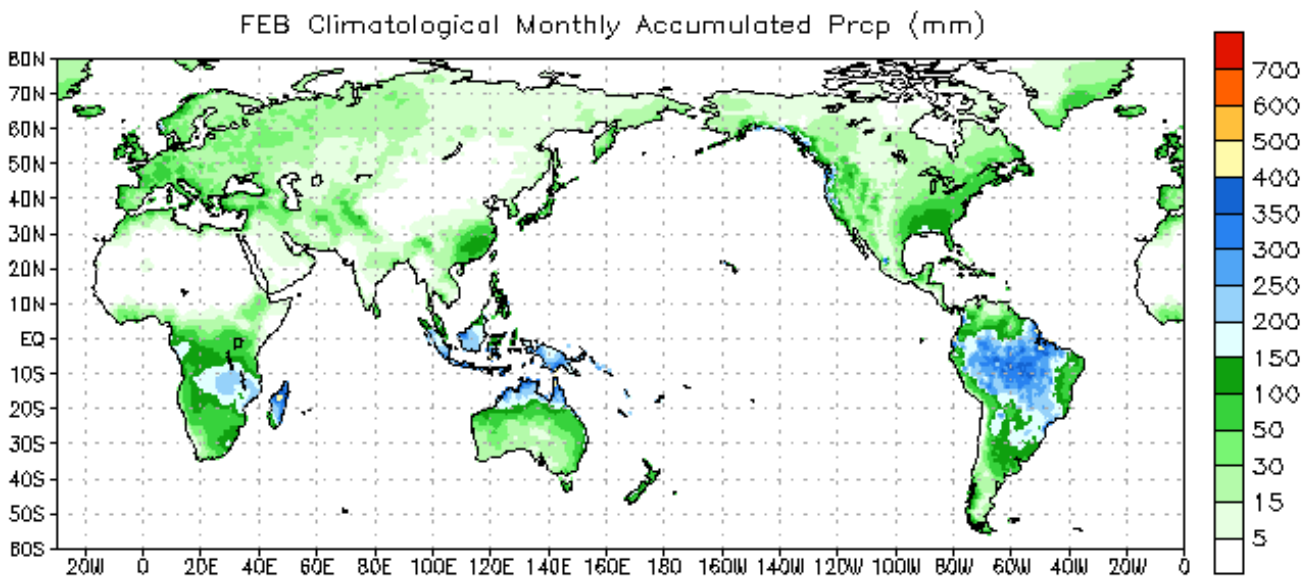 FEB Climatological Monthly Accumulated Prcp (mm)
80N
70N
60N
50N
40N
30N
20N
10N
EQ
10S
20S
30S
40S
50S
60S
20W 0 20E 40E 60E 80E 100E 120E 140E 160E 180 160W 140W 120W 100W 80W 60W 40W 20W 0
700
600
500
400
350
300
250
200
150
100
50
30
15
5